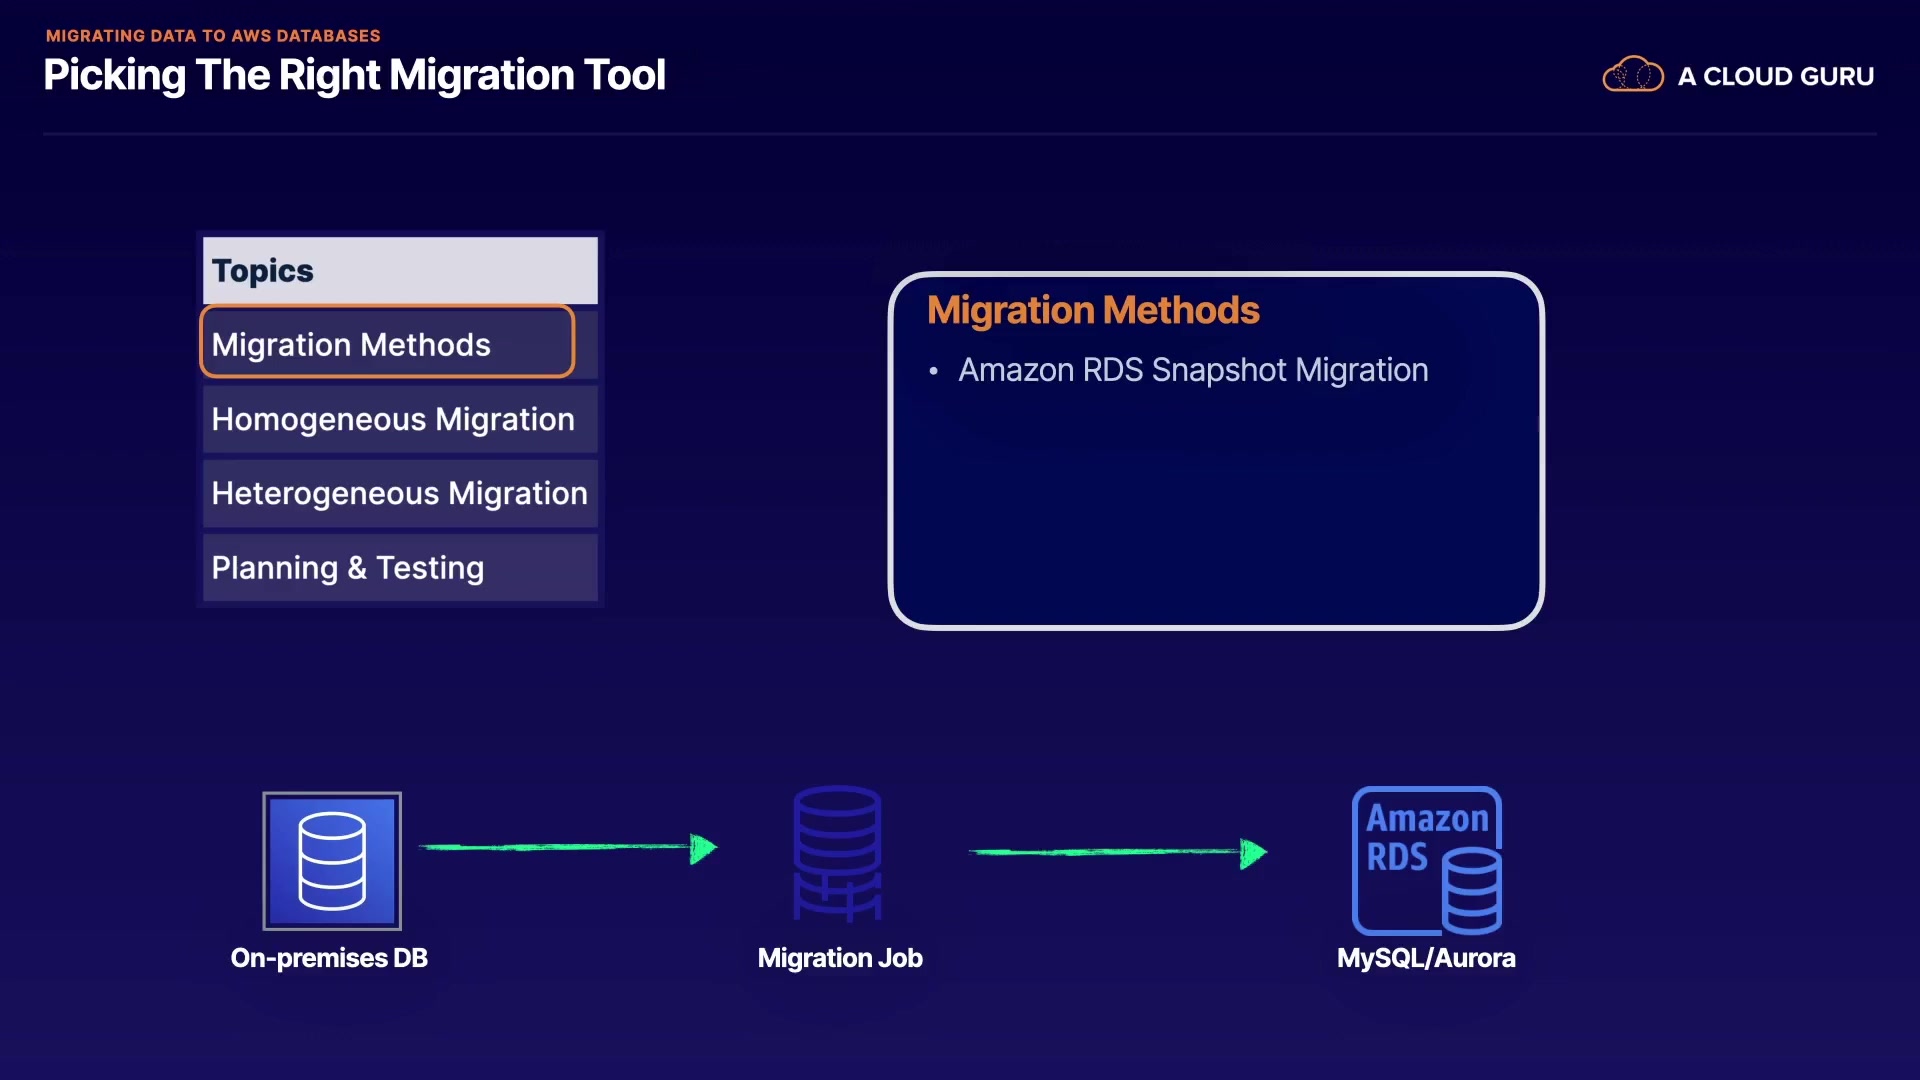 MIGRATING DATA TO AWS DATABASES
Picking The Right Migration Tool
A CLOUD GURU
Topics
Migration Methods
Homogeneous Migration
Heterogeneous Migration
Planning & Testing
Migration Methods
• Amazon RDS Snapshot Migration
Amazon
RDS
On-premises DB
Migration Job
MySQL/Aurora